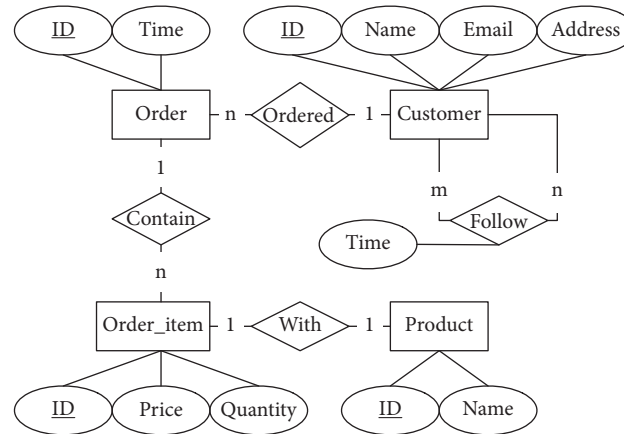 ID Time ID Name Email Address
Order n Ordered 1 Customer
1 m n
Contain Follow
Time
n
Order_item 1 With 1 Product
ID Price Quantity ID Name